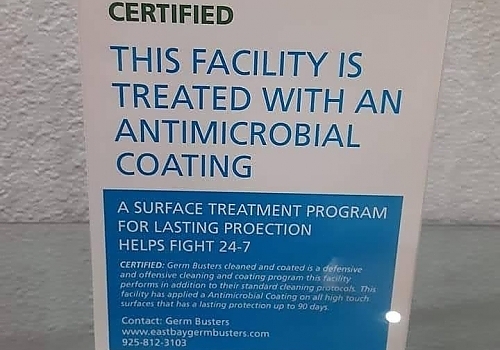 CERTIFIED
THIS FACILITY IS
TREATED WITH AN
ANTIMICROBIAL
COATING
A SURFACE TREATMENT PROGRAM
FOR LASTING PROECTION
HELPS FIGHT 24-7
CERTIFIED: Germ Busters cleaned and coated is a defensive
and offensive cleaning and coating program this facility
performs in addition to their standard cleaning protocols. This
facility has applied a Antimicrobial Coating on all high touch
surfaces that has a lasting protection up to 90 days.
Contact: Germ Busters
www.eastbaygermbusters.com
925-812-3103